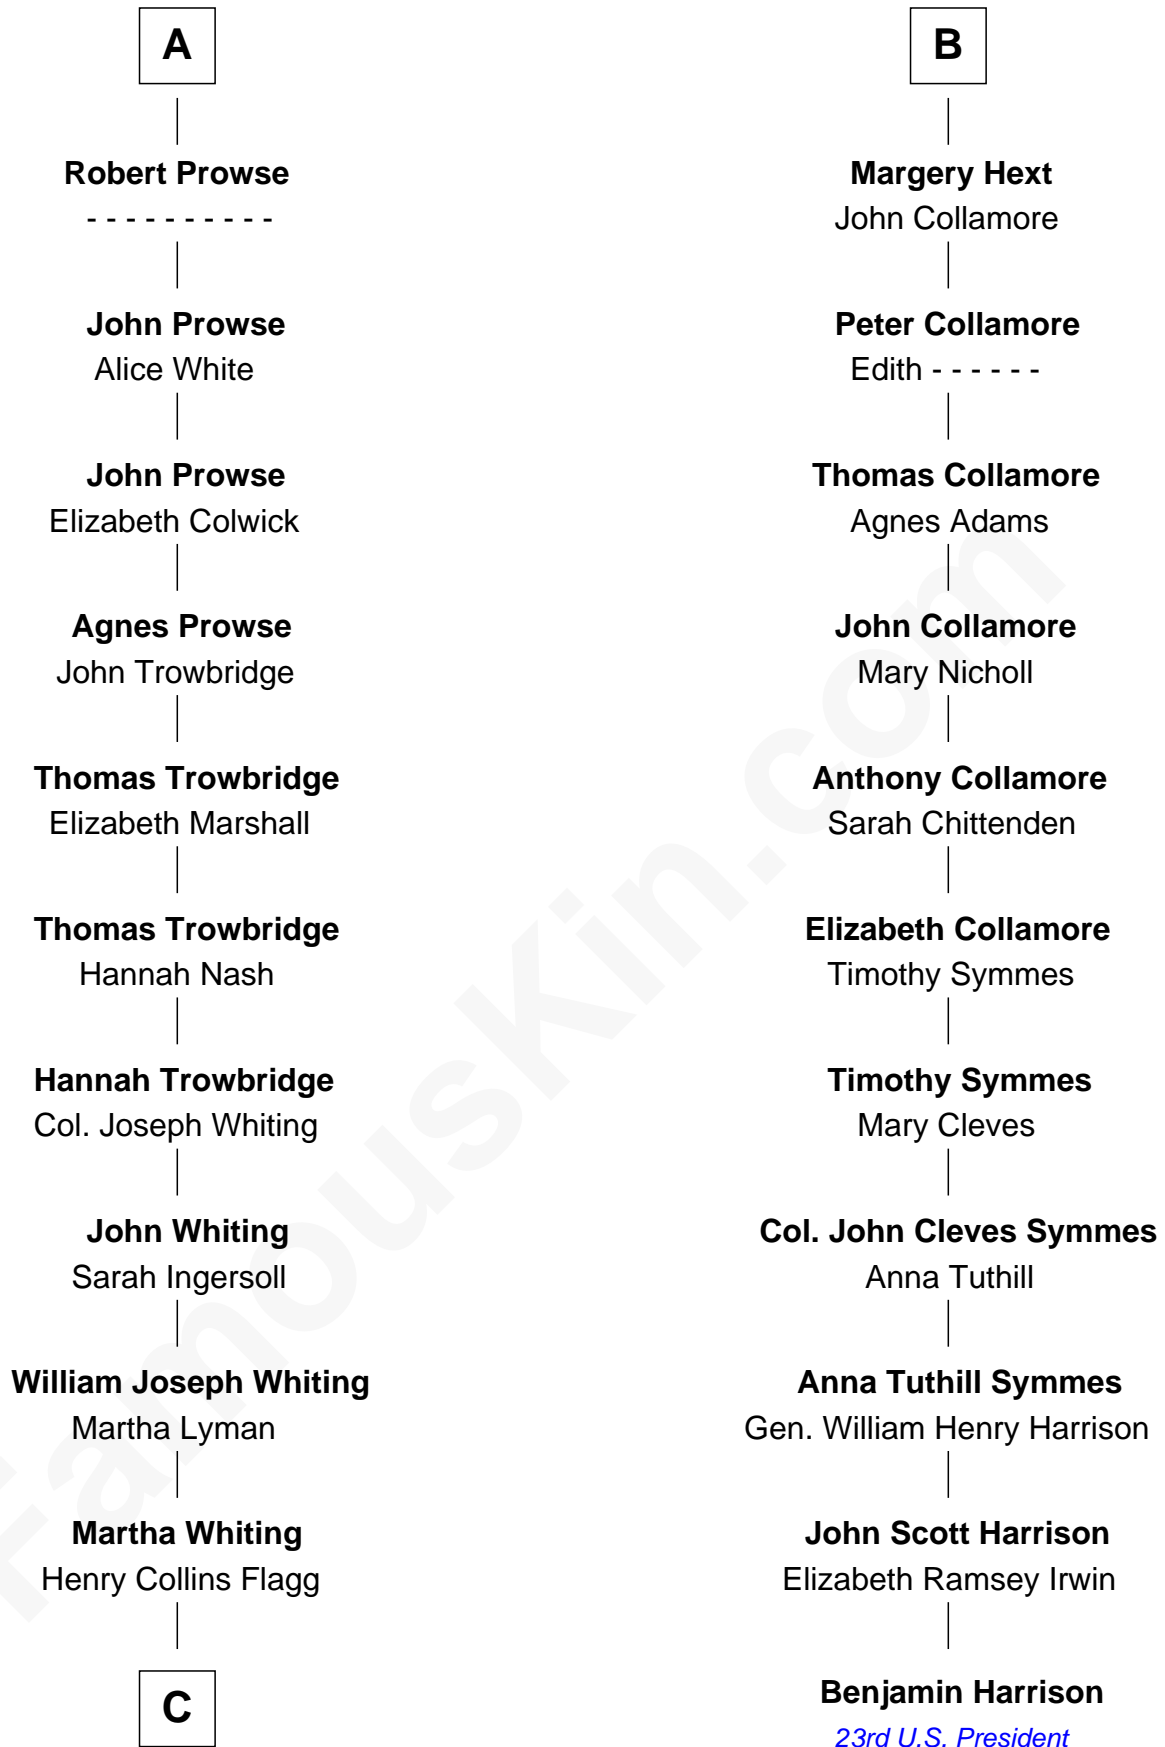 A
Robert Prowse
- - - - - - - - - -
John Prowse
Alice White
John Prowse
Elizabeth Colwick
Agnes Prowse
John Trowbridge
Thomas Trowbridge
Elizabeth Marshall
Thomas Trowbridge
Hannah Nash
Hannah Trowbridge
Col. Joseph Whiting
John Whiting
Sarah Ingersoll
William Joseph Whiting
Martha Lyman
Martha Whiting
Henry Collins Flagg
C
B
Margery Hext
John Collamore
Peter Collamore
Edith - - - - - -
Thomas Collamore
Agnes Adams
John Collamore
Mary Nicholl
Anthony Collamore
Sarah Chittenden
Elizabeth Collamore
Timothy Symmes
Timothy Symmes
Mary Cleves
Col. John Cleves Symmes
Anna Tuthill
Anna Tuthill Symmes
Gen. William Henry Harrison
John Scott Harrison
Elizabeth Ramsey Irwin
Benjamin Harrison
23rd U.S. President
FamousKin.com